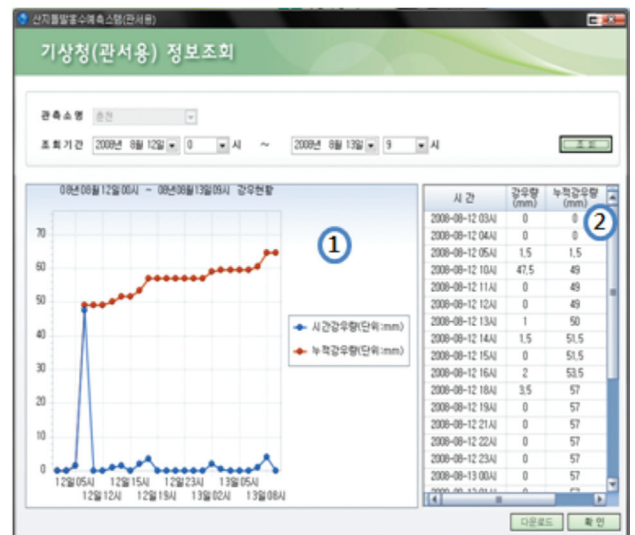 산지돌발홍수예측스템(관서용)
기상청(관서용) 정보조회
관측소명 춘천
조회기간 2008년 8월 12일 0 시 ~ 2008년 8월 13일 9 시 조 회
08년08월12일00시 ~ 08년08월13일09시 강우현황
70
60
50
40
30
20
10
0
12일05시 12일15시 12일23시 13일05시
12일12시 12일19시 13일02시 13일08시
1
시간강우량(단위:mm)
누적강우량(단위:mm)
2
시 간 강우량(mm) 누적강우량(mm)
2008-08-12 03시 0 0
2008-08-12 04시 0 0
2008-08-12 05시 1,5 1,5
2008-08-12 10시 47,5 49
2008-08-12 11시 0 49
2008-08-12 12시 0 49
2008-08-12 13시 1 50
2008-08-12 14시 1,5 51,5
2008-08-12 15시 0 51,5
2008-08-12 16시 2 53,5
2008-08-12 18시 3,5 57
2008-08-12 19시 0 57
2008-08-12 21시 0 57
2008-08-12 22시 0 57
2008-08-12 23시 0 57
2008-08-13 00시 0 57
다운로드 확 인